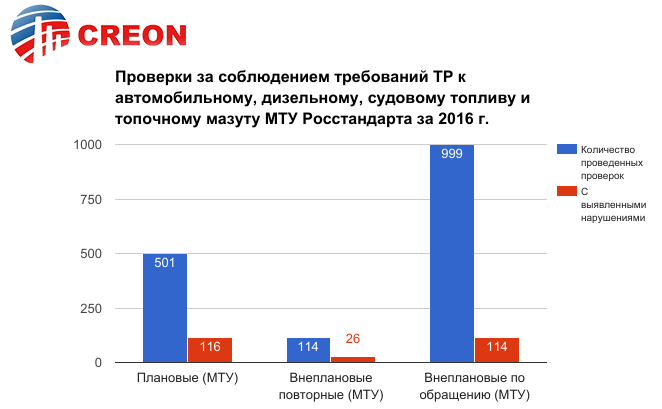 CREON
Проверки за соблюдением требований ТР к
автомобильному, дизельному, судовому топливу и
топочному мазуту МТУ Росстандарта за 2016 г.
1000
750
500
250
0
501
116
114
26
999
114
Плановые (МТУ)
Внеплановые
повторные (МТУ)
Внеплановые по
обращению (МТУ)
Количество
проведенных
проверок
С
выявленными
нарушениями